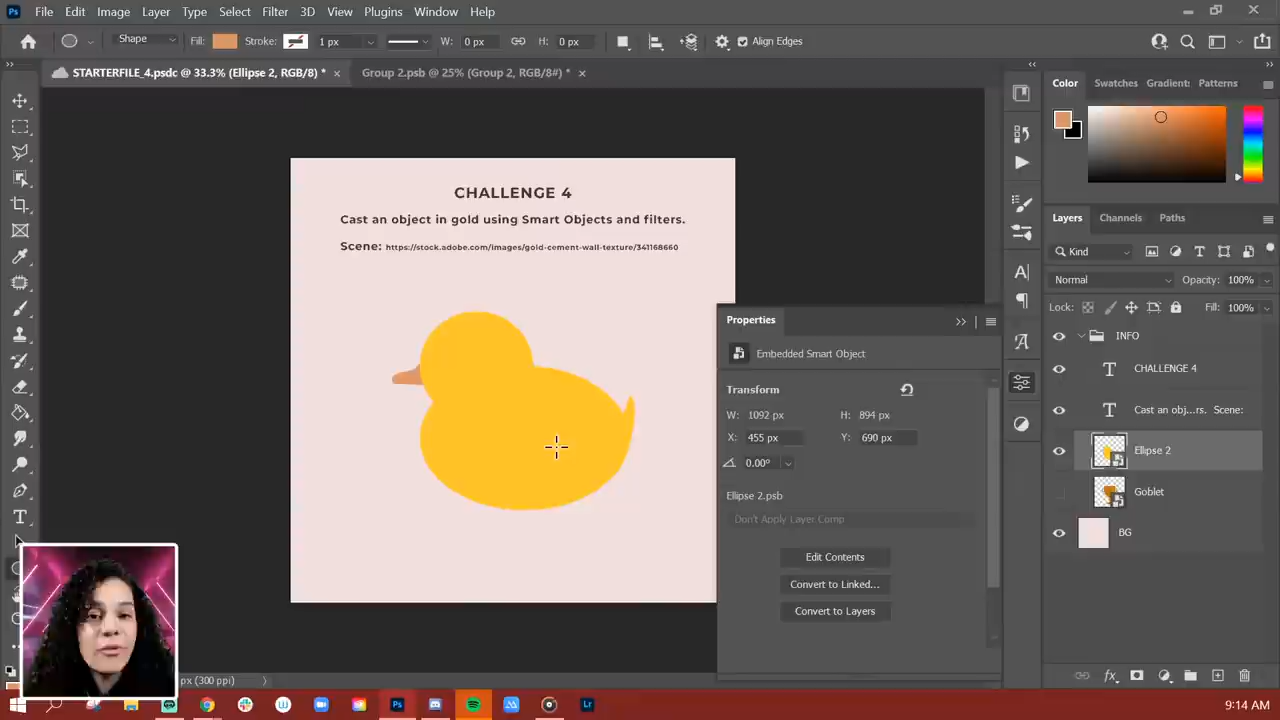 Ps File Edit Image Layer Type Select Filter 3D View Plugins Window Help
Shape Fill: Stroke: 1 px W: 0 px H: 0 px Align Edges
STARTERFILE_4.psdc @ 33.3% (Ellipse 2, RGB/8) * × Group 2.psb @ 25% (Group 2, RGB/8#) * ×
Color Swatches Gradient: Patterns
CHALLENGE 4
Cast an object in gold using Smart Objects and filters.
Scene: https://stock.adobe.com/images/gold-cement-wall-texture/341168660
Properties
Embedded Smart Object
Transform
W: 1092 px H: 894 px
X: 455 px Y: 690 px
0.00°
Ellipse 2.psb
Don't Apply Layer Comp
Edit Contents
Convert to Linked...
Convert to Layers
Layers Channels Paths
Kind
Normal Opacity: 100%
Lock: Fill: 100%
INFO
T CHALLENGE 4
T Cast an obj...rs. Scene:
Ellipse 2
Goblet
BG
fx
px (300 ppi)
Ps Lr 9:14 AM